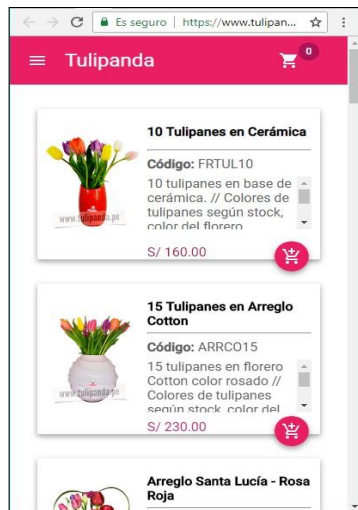 Es seguro | https://www.tulipan...
Tulipanda
0
10 Tulipanes en Cerámica
Código: FRTUL10
10 tulipanes en base de
cerámica. // Colores de
tulipanes según stock,
color del florero
S/ 160.00
www.tulipanda.pe
15 Tulipanes en Arreglo
Cotton
Código: ARRCO15
15 tulipanes en florero
Cotton color rosado //
Colores de tulipanes
según stock, color del
S/ 230.00
www.tulipanda.pe
Arreglo Santa Lucía - Rosa
Roja